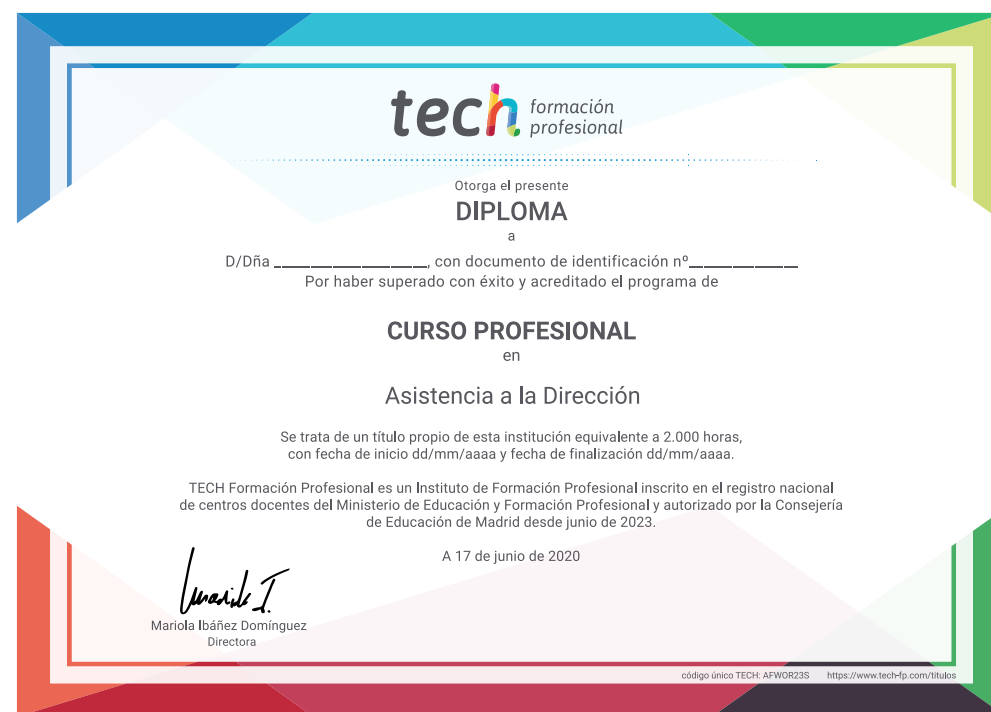 tech formación
profesional
Otorga el presente
DIPLOMA
a
D/Dña ____________________, con documento de identificación nº______________
Por haber superado con éxito y acreditado el programa de
CURSO PROFESIONAL
en
Asistencia a la Dirección
Se trata de un título propio de esta institución equivalente a 2.000 horas,
con fecha de inicio dd/mm/aaaa y fecha de finalización dd/mm/aaaa.
TECH Formación Profesional es un Instituto de Formación Profesional inscrito en el registro nacional
de centros docentes del Ministerio de Educación y Formación Profesional y autorizado por la Consejería
de Educación de Madrid desde junio de 2023.
A 17 de junio de 2020
Mariola Ibáñez Domínguez
Directora
código único TECH: AFWOR23S https://www.tech-fp.com/titulos